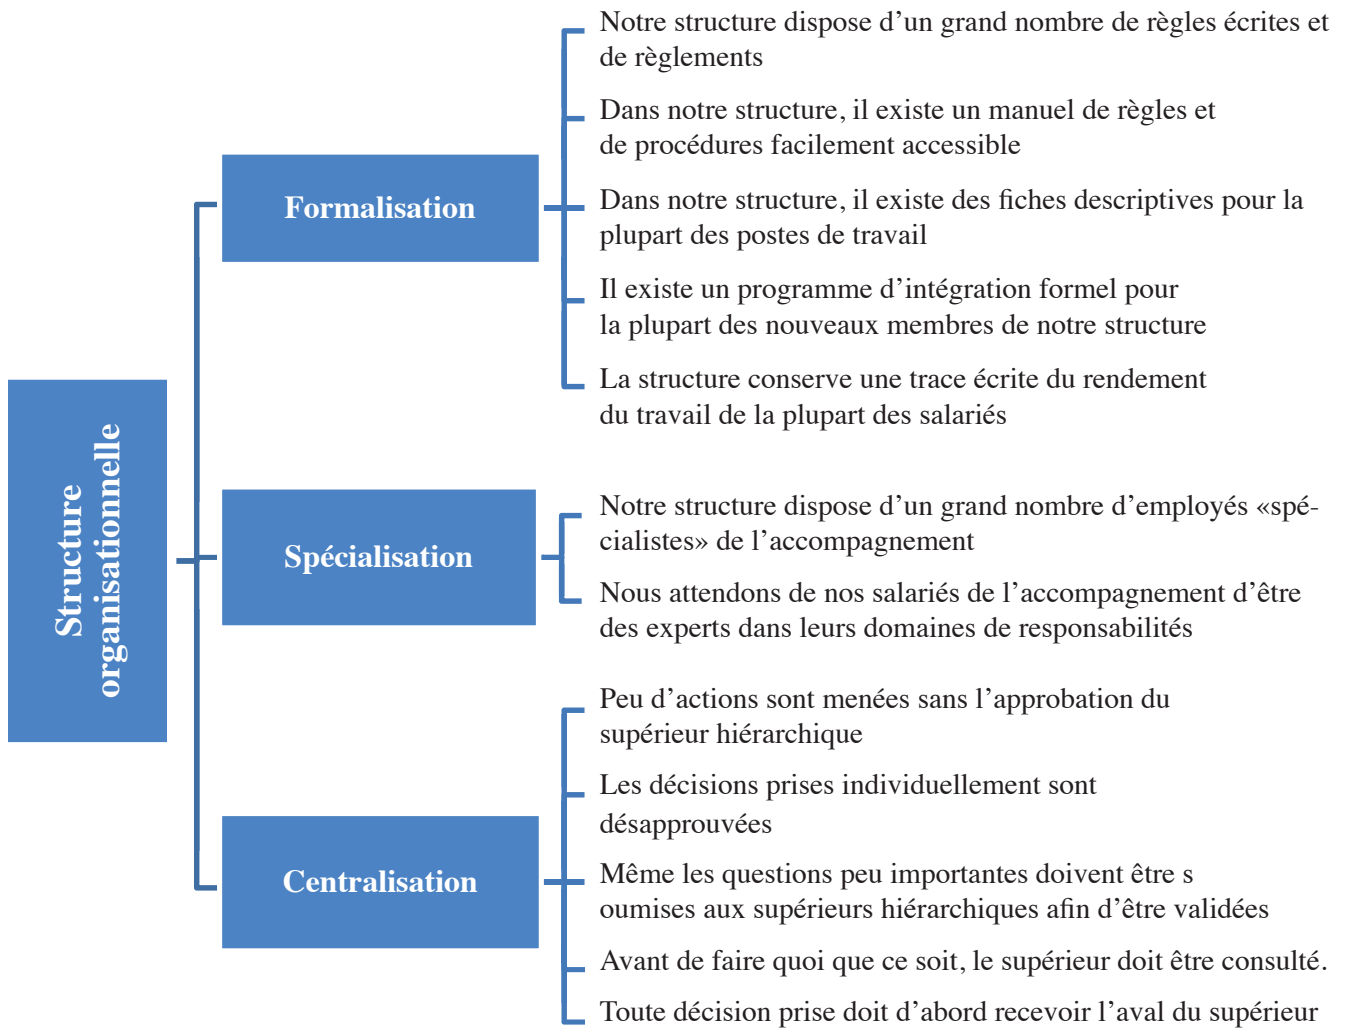 Structure
organisationnelle
Formalisation
Notre structure dispose d’un grand nombre de règles écrites et
de règlements
Dans notre structure, il existe un manuel de règles et
de procédures facilement accessible
Dans notre structure, il existe des fiches descriptives pour la
plupart des postes de travail
Il existe un programme d’intégration formel pour
la plupart des nouveaux membres de notre structure
La structure conserve une trace écrite du rendement
du travail de la plupart des salariés
Spécialisation
Notre structure dispose d’un grand nombre d’employés «spé-
cialistes» de l’accompagnement
Nous attendons de nos salariés de l’accompagnement d’être
des experts dans leurs domaines de responsabilités
Centralisation
Peu d’actions sont menées sans l’approbation du
supérieur hiérarchique
Les décisions prises individuellement sont
désapprouvées
Même les questions peu importantes doivent être s
oumises aux supérieurs hiérarchiques afin d’être validées
Avant de faire quoi que ce soit, le supérieur doit être consulté.
Toute décision prise doit d’abord recevoir l’aval du supérieur